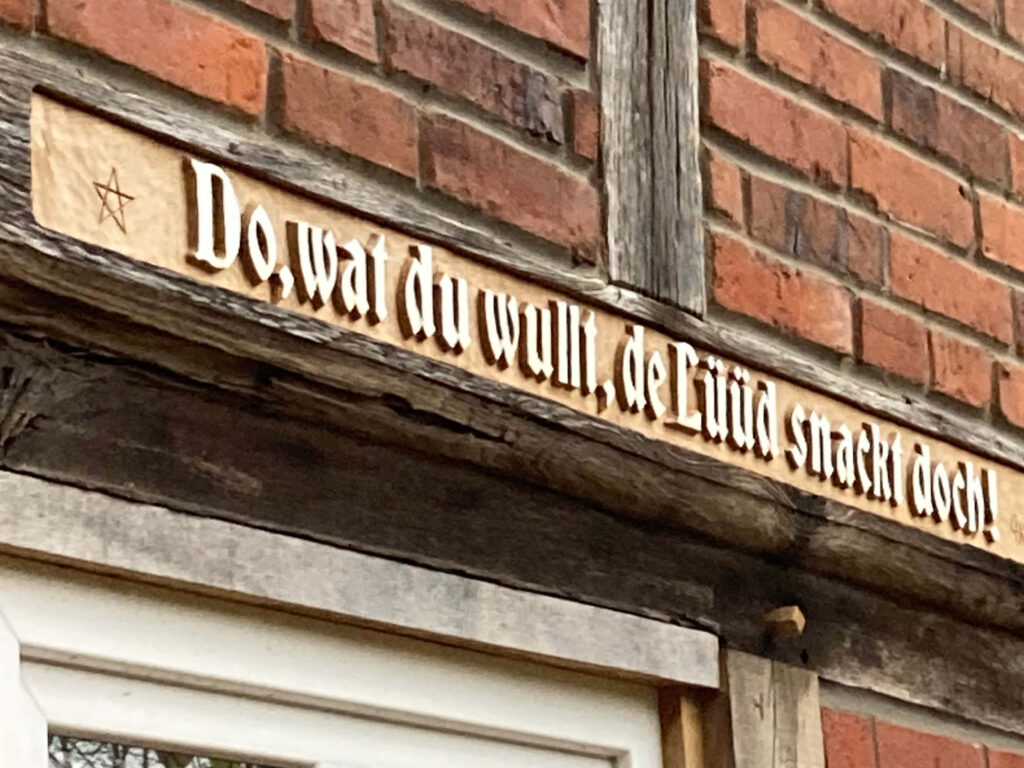 Do, wat du wullt, de Lüüd snackt doch!